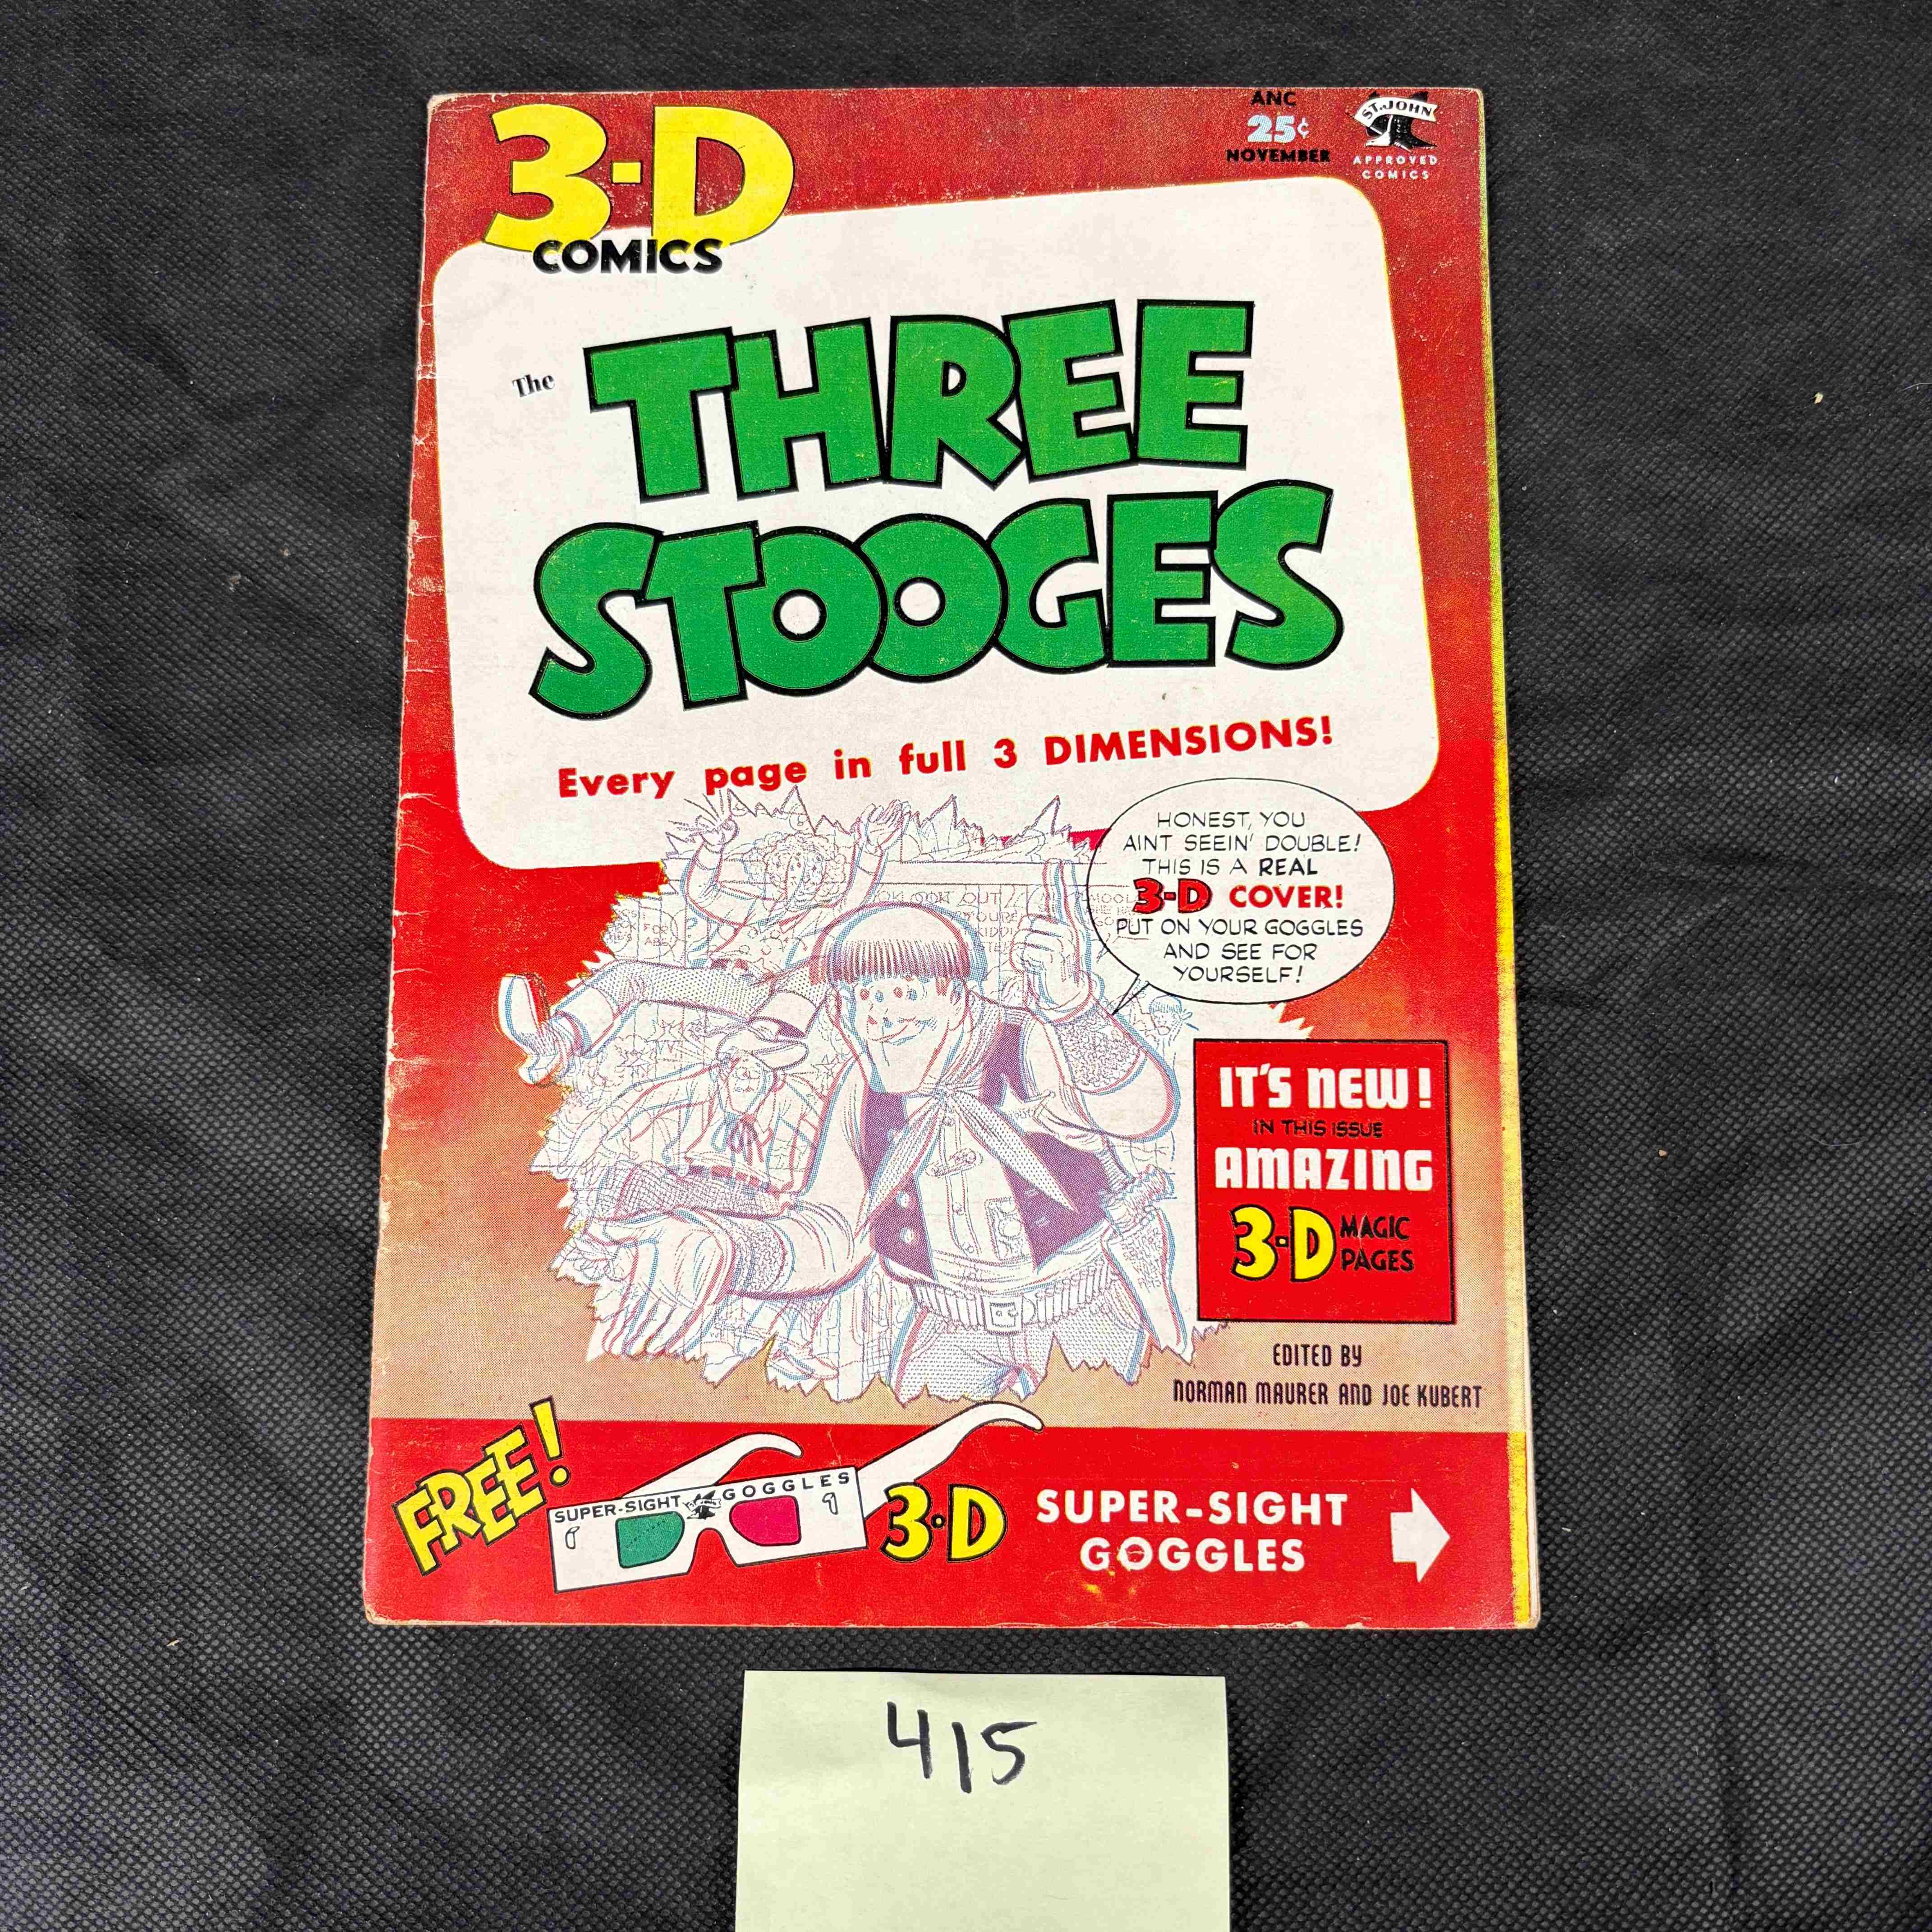 3-D
COMICS
ANC
25¢
NOVEMBER
ST.JOHN
APPROVED
COMICS
The
THREE
STOOGES
Every page in full 3 DIMENSIONS!
HONEST, YOU
AINT SEEIN' DOUBLE!
THIS IS A REAL
3-D COVER!
PUT ON YOUR GOGGLES
AND SEE FOR
YOURSELF!
IT'S NEW!
IN THIS ISSUE
AMAZING
3-D MAGIC
PAGES
EDITED BY
NORMAN MAURER AND JOE KUBERT
FREE!
SUPER-SIGHT GOGGLES
3-D SUPER-SIGHT
GOGGLES
415